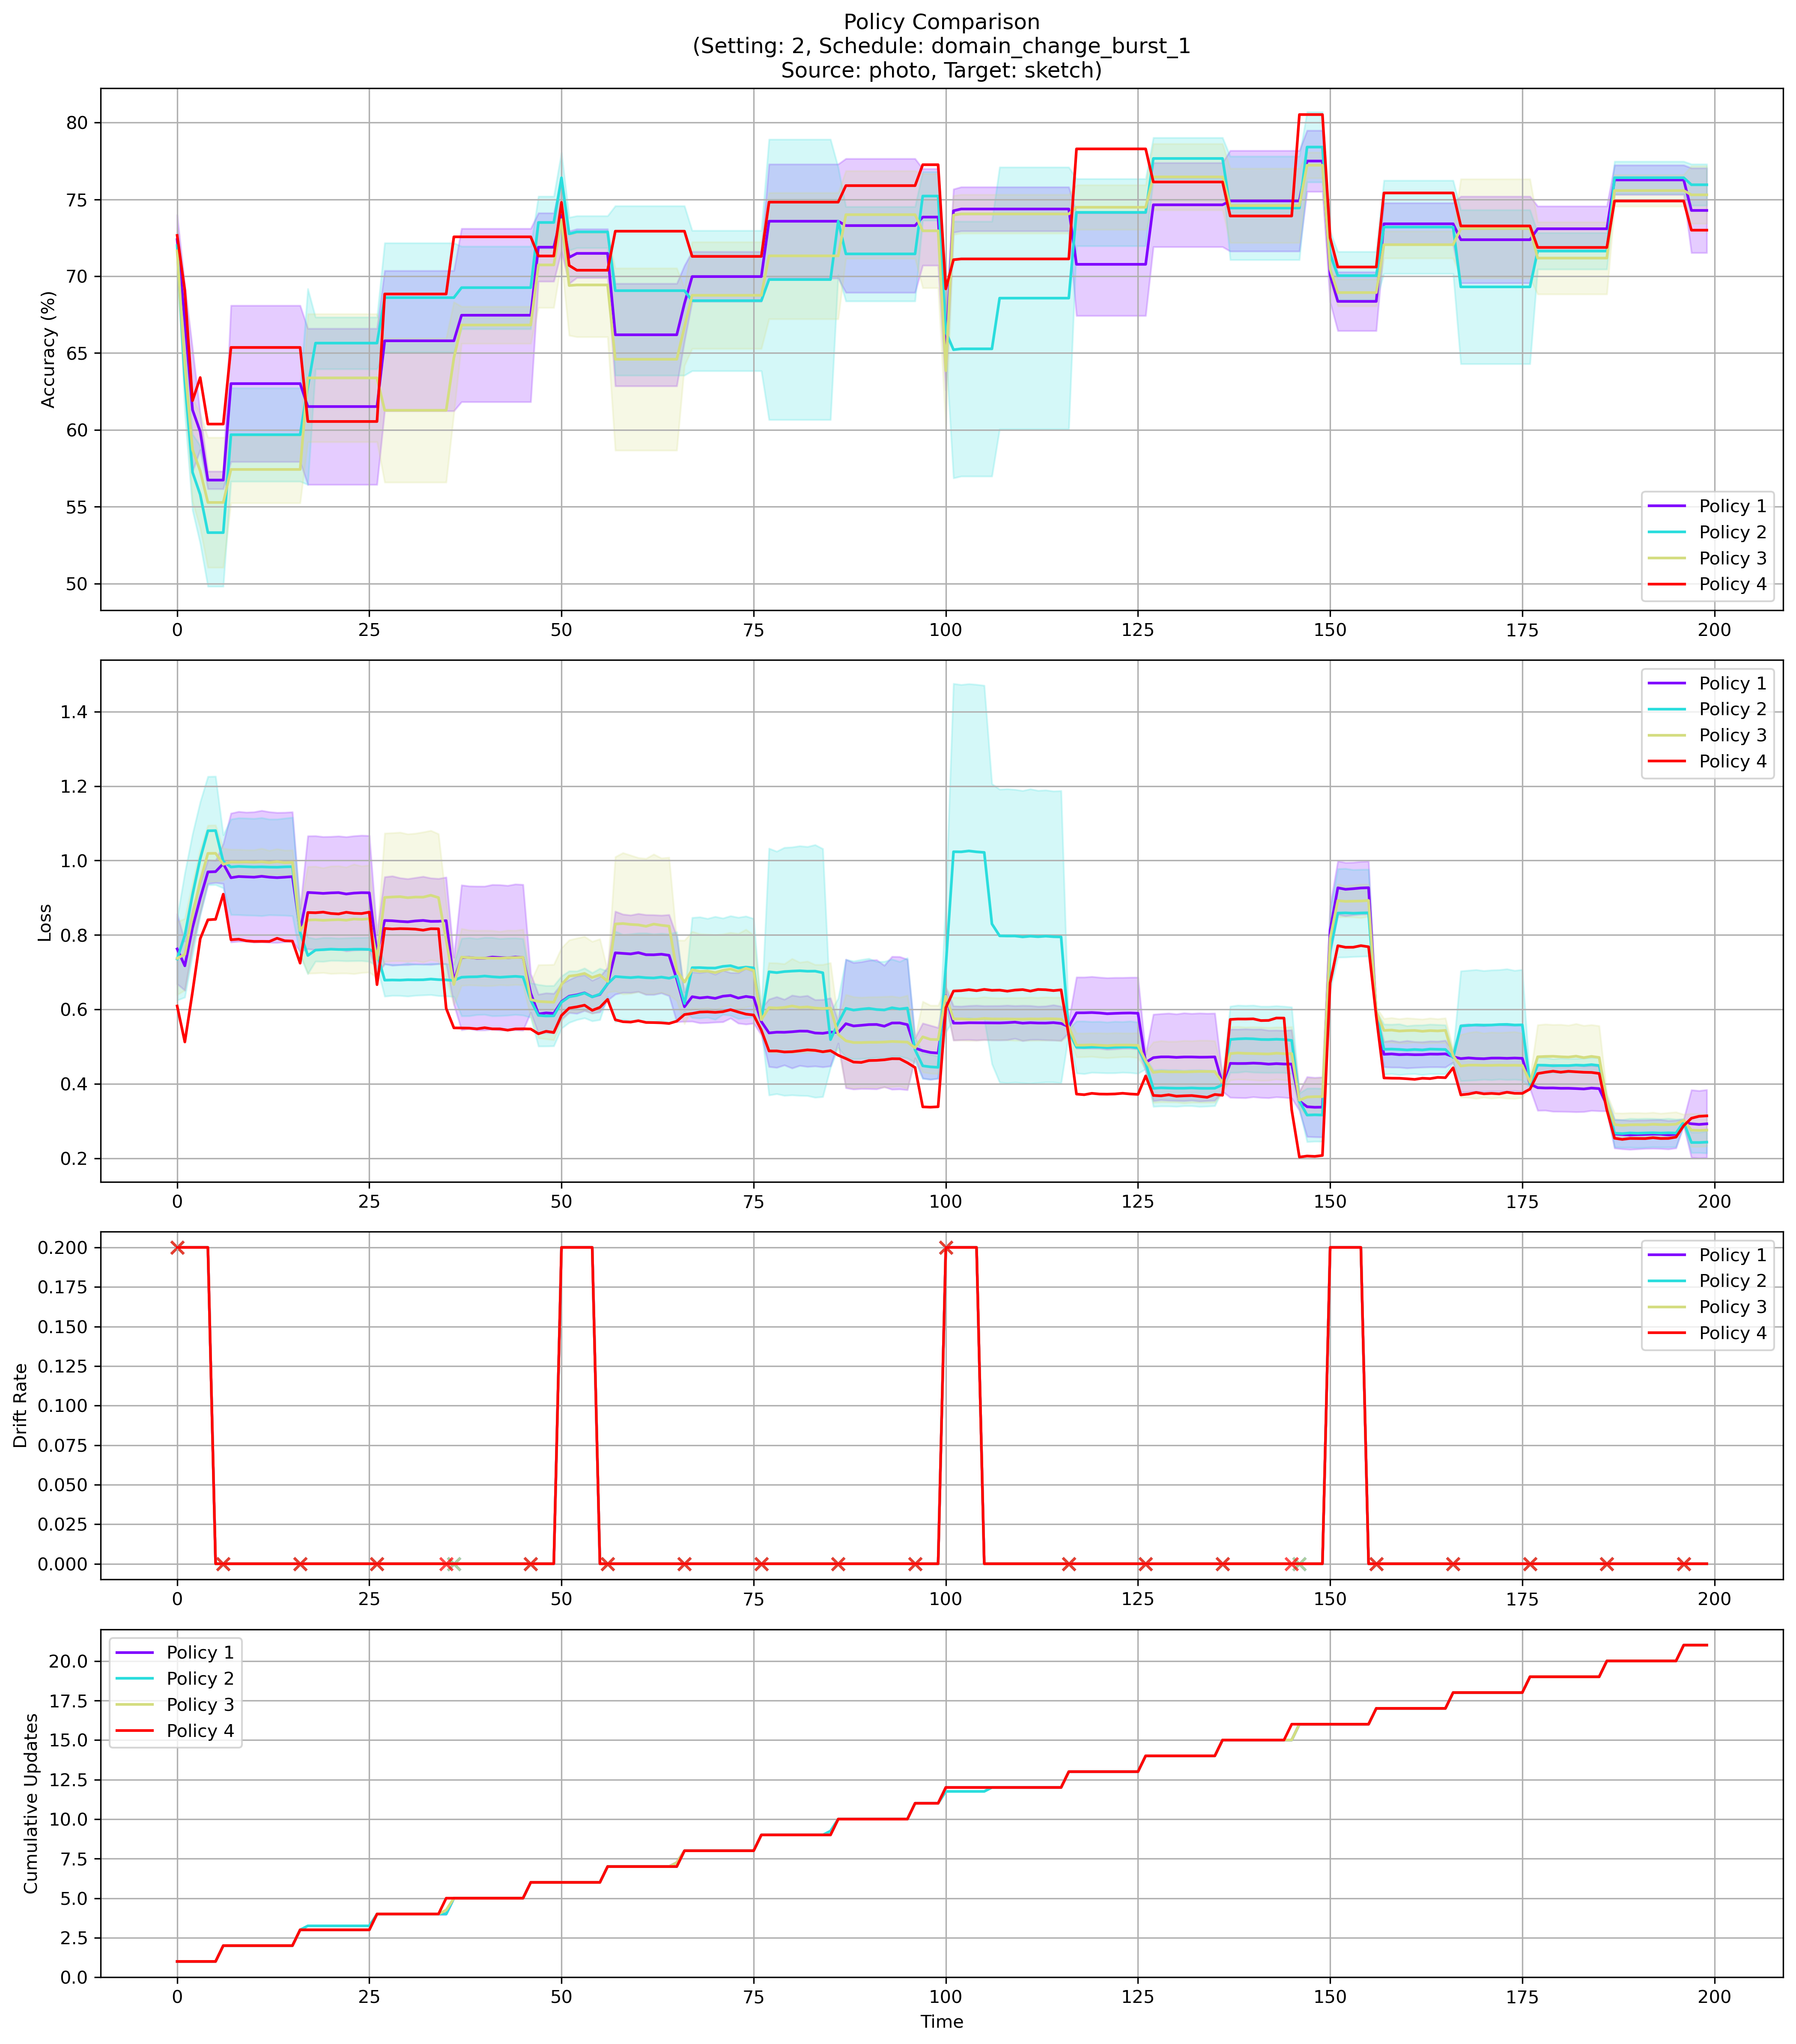 Policy Comparison
(Setting: 2, Schedule: domain_change_burst_1
Source: photo, Target: sketch)
Accuracy (%)
80
75
70
65
60
55
50
0 25 50 75 100 125 150 175 200
Policy 1
Policy 2
Policy 3
Policy 4
Loss
1.4
1.2
1.0
0.8
0.6
0.4
0.2
0 25 50 75 100 125 150 175 200
Policy 1
Policy 2
Policy 3
Policy 4
Drift Rate
0.200
0.175
0.150
0.125
0.100
0.075
0.050
0.025
0.000
0 25 50 75 100 125 150 175 200
Policy 1
Policy 2
Policy 3
Policy 4
Cumulative Updates
20.0
17.5
15.0
12.5
10.0
7.5
5.0
2.5
0.0
0 25 50 75 100 125 150 175 200
Policy 1
Policy 2
Policy 3
Policy 4
Time